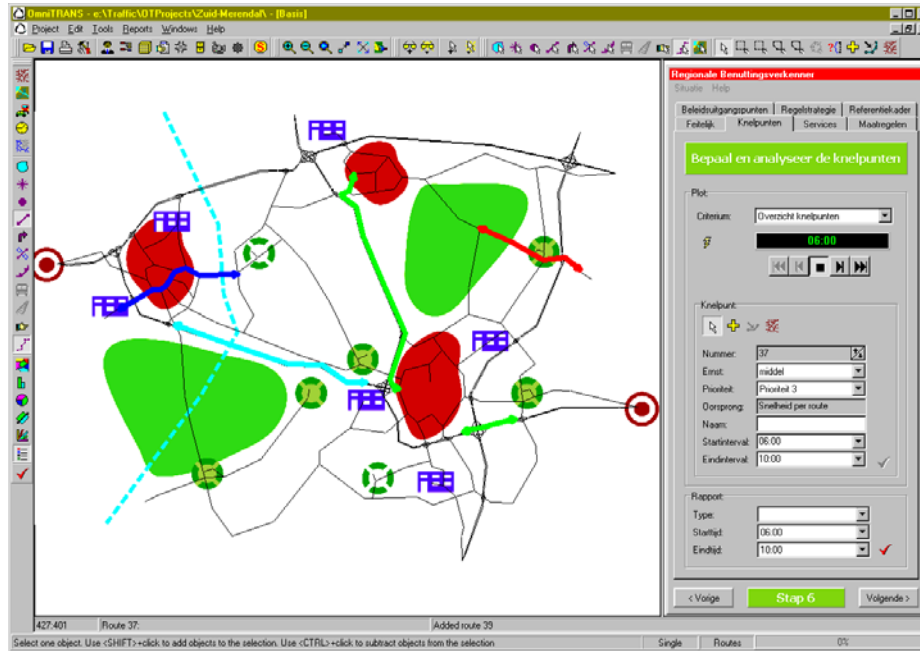 OmniTRANS - e:\Traffic\OTProjects\Zuid-Merendal\ - [Basis]
Project Edit Tools Reports Windows Help
Regionale Benuttingsverkenner
Situatie Help
Beleidsuitgangspunten Regelstrategie Referentiekader
Feitelijk Knelpunten Services Maatregelen
Bepaal en analyseer de knelpunten
Plot:
Criterium: Overzicht knelpunten
06:00
Knelpunt:
Nummer: 37
Ernst: middel
Prioriteit: Prioriteit 3
Oorsprong: Snelheid per route
Naam:
Startinterval: 06:00
Eindinterval: 10:00
Rapport:
Type:
Starttijd: 06:00
Eindtijd: 10:00
< Vorige Stap 6 Volgende >
427:401 Route 37: Added route 39
Select one object. Use <SHIFT>+click to add objects to the selection. Use <CTRL>+click to subtract objects from the selection Single Routes 0%